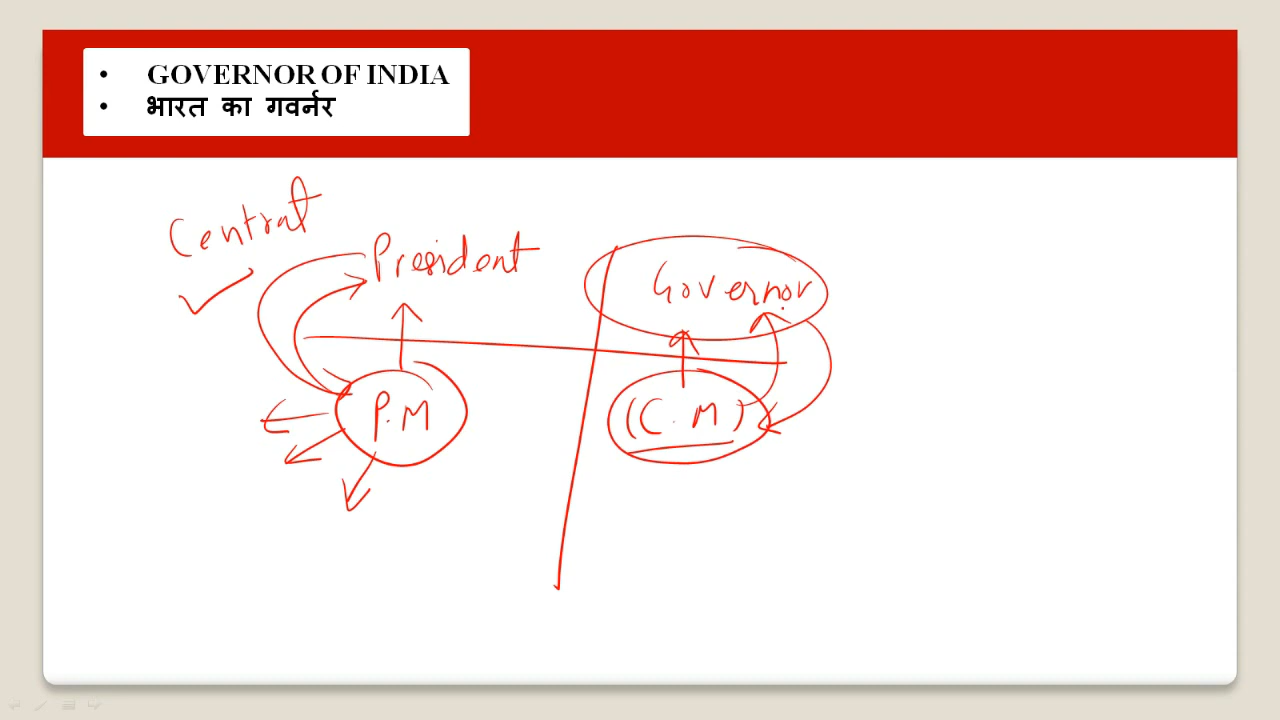 • GOVERNOR OF INDIA
• भारत का गवर्नर
Central
President
Governor
P.M
(C.M)